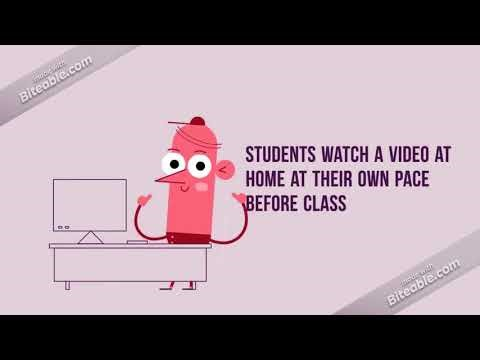 made with
Biteable.com
STUDENTS WATCH A VIDEO AT
HOME AT THEIR OWN PACE
BEFORE CLASS
made with
Biteable.com